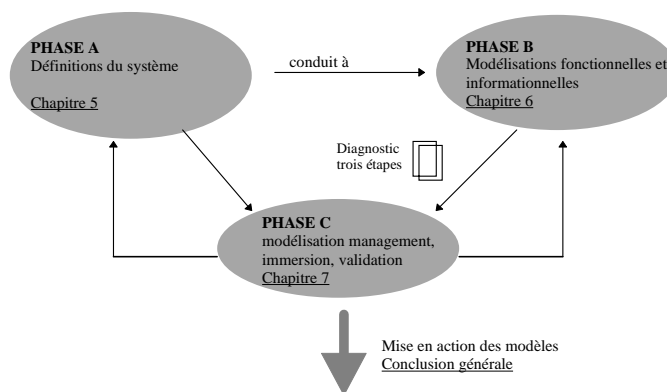 PHASE A
Définitions du système
Chapitre 5
conduit à
PHASE B
Modélisations fonctionnelles et
informationnelles
Chapitre 6
Diagnostic
trois étapes
PHASE C
modélisation management,
immersion, validation
Chapitre 7
Mise en action des modèles
Conclusion générale